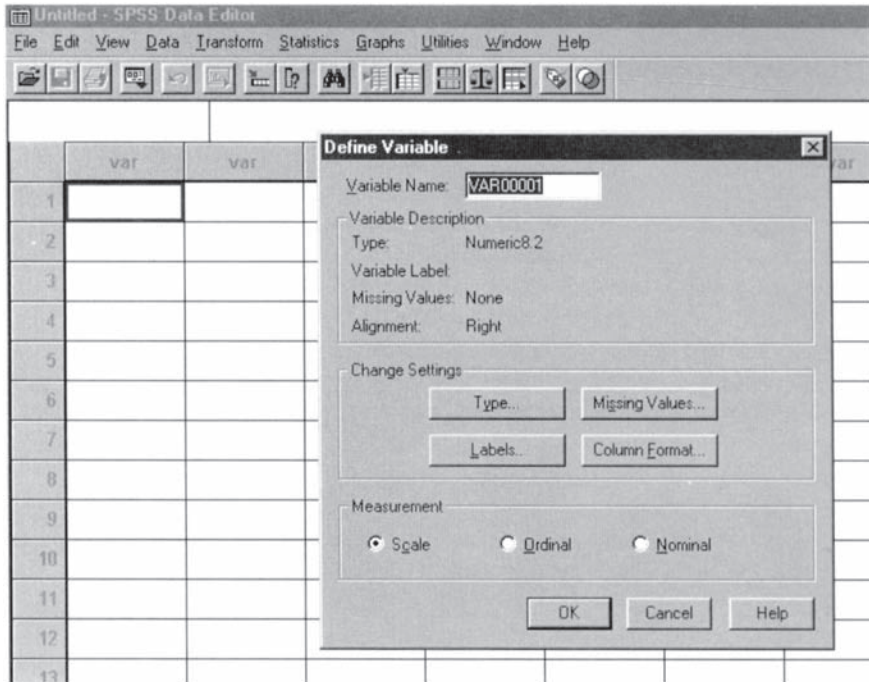 Untitled - SPSS Data Editor
File Edit View Data Transform Statistics Graphs Utilities Window Help
var var var
Define Variable
Variable Name: VAR00001
Variable Description
Type: Numeric8.2
Variable Label:
Missing Values: None
Alignment: Right
Change Settings
Type... Missing Values...
Labels.. Column Format...
Measurement
Scale Ordinal Nominal
OK Cancel Help
1
2
3
4
5
6
7
8
9
10
11
12
13